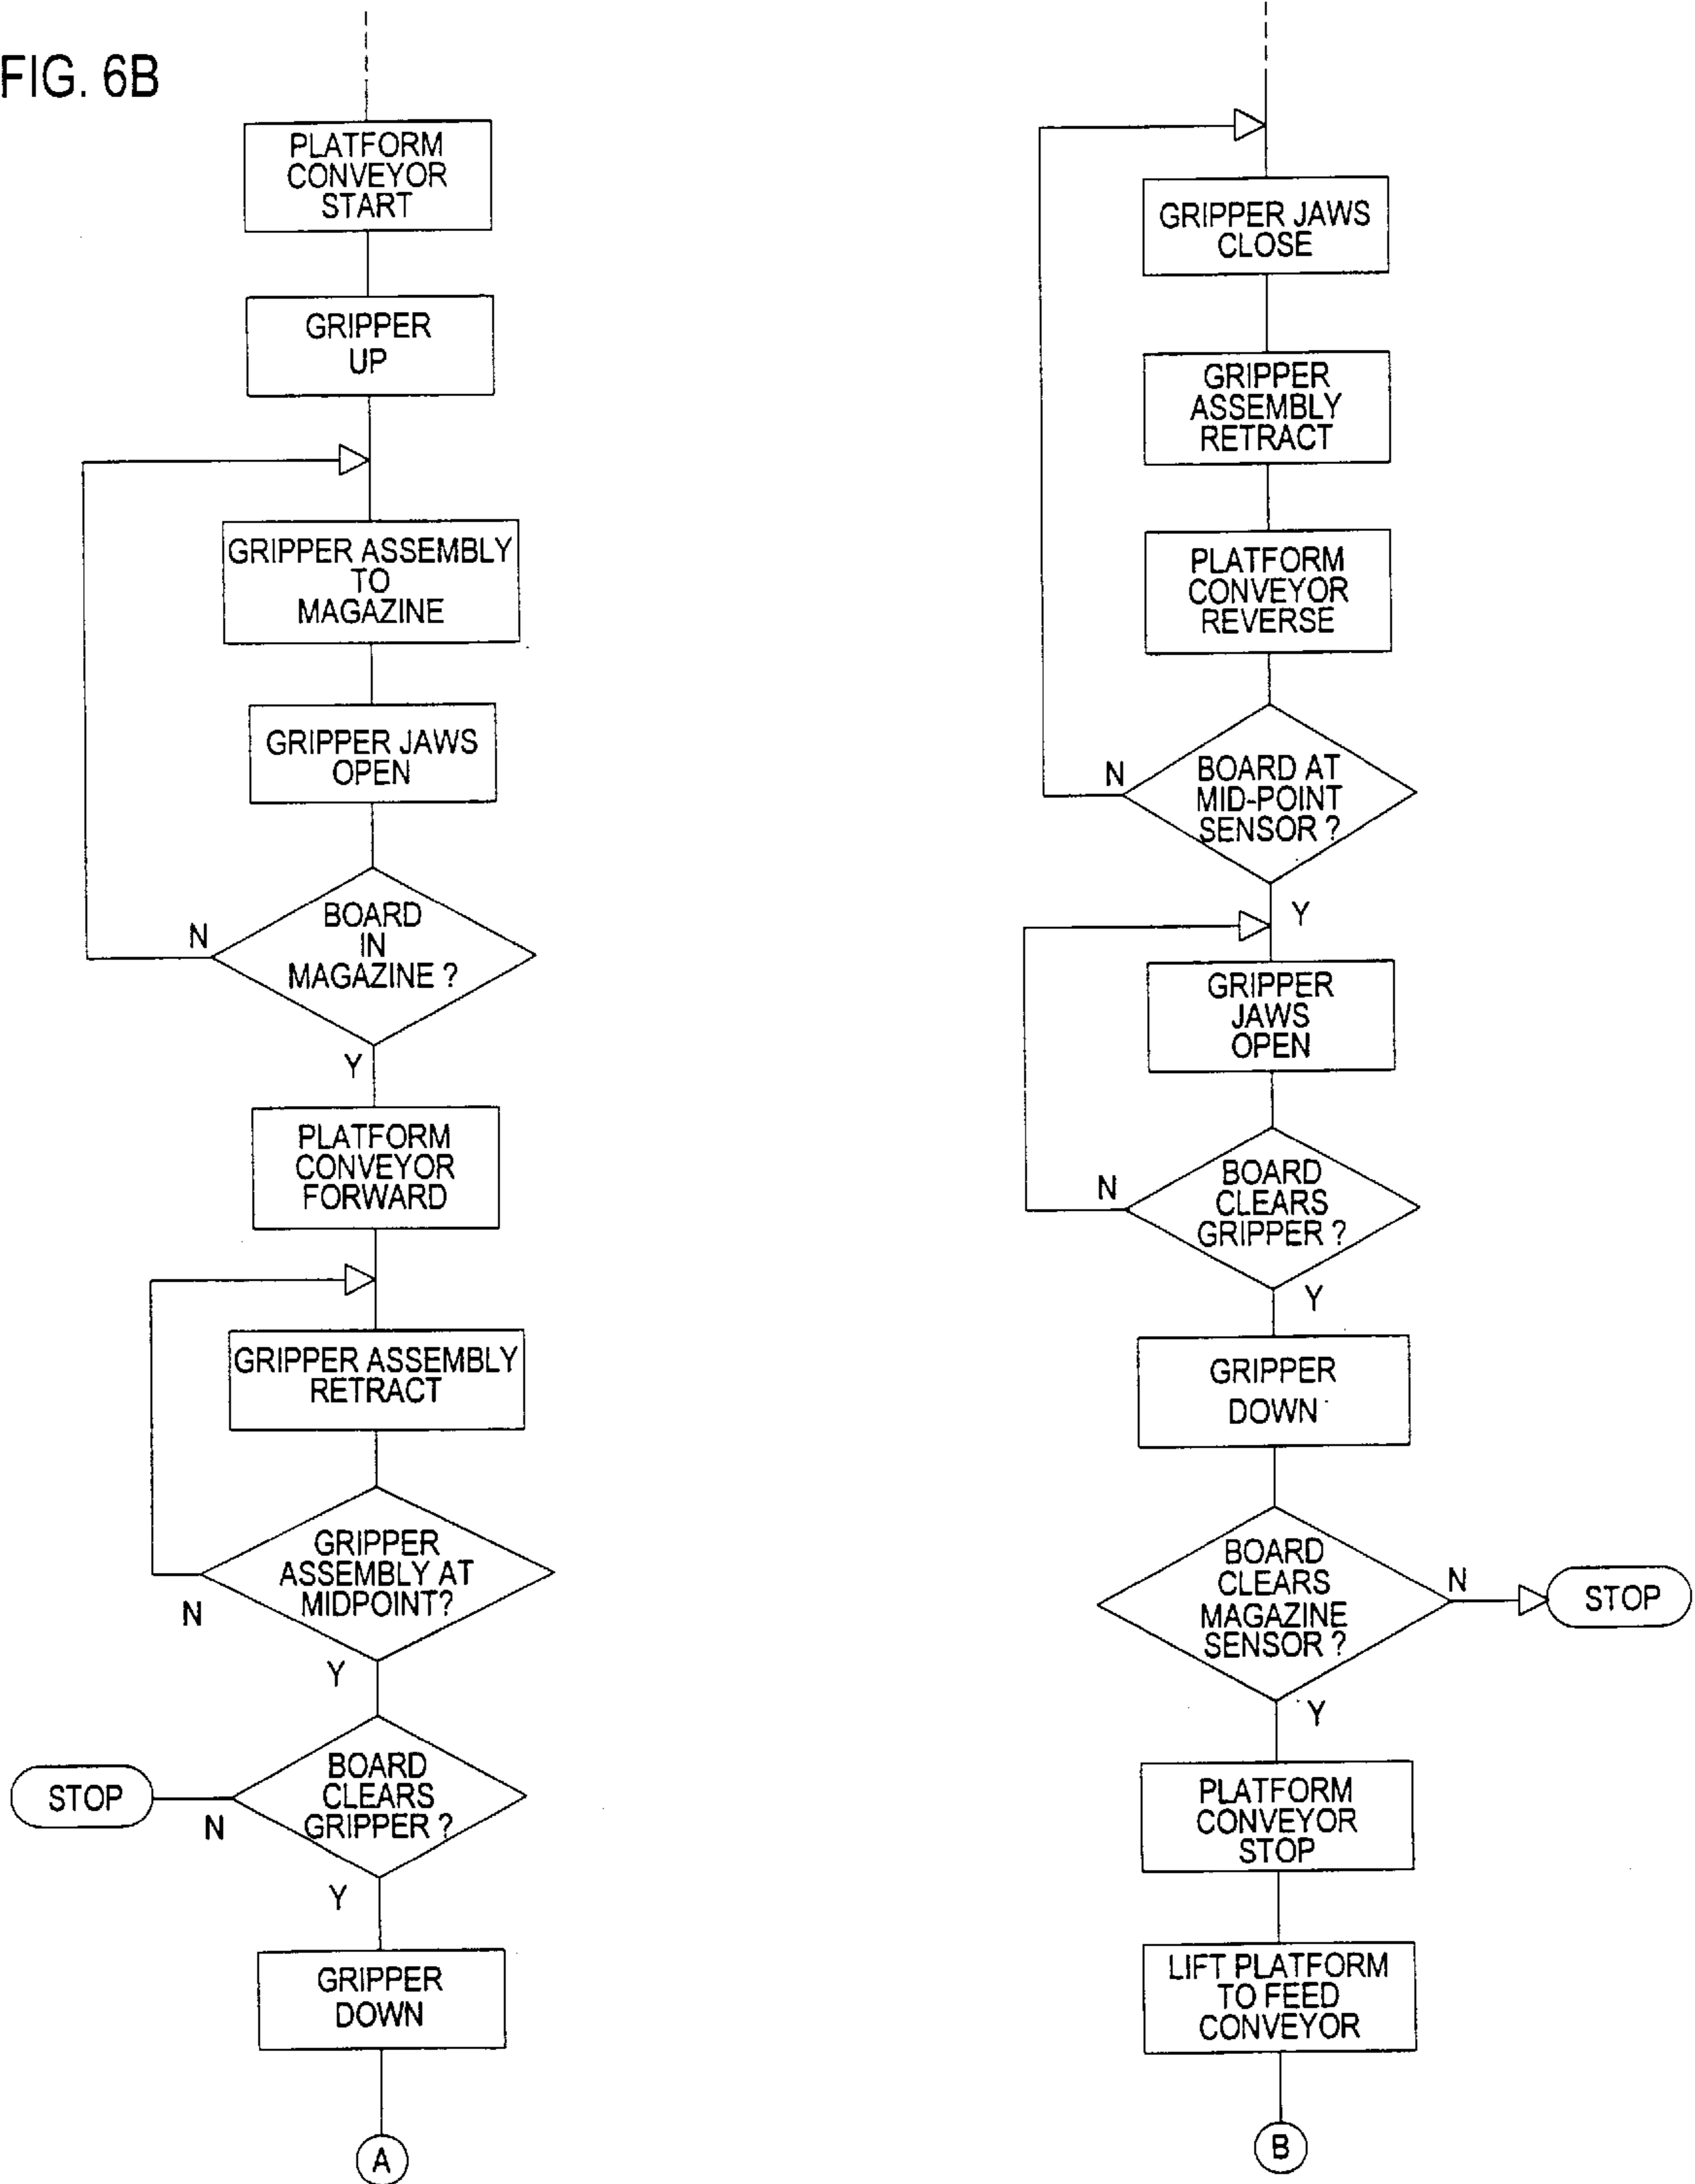 FIG. 6B
PLATFORM
CONVEYOR
START
GRIPPER
UP
GRIPPER ASSEMBLY
TO
MAGAZINE
GRIPPER JAWS
OPEN
BOARD
IN
MAGAZINE ?
N
Y
PLATFORM
CONVEYOR
FORWARD
GRIPPER ASSEMBLY
RETRACT
GRIPPER
ASSEMBLY AT
MIDPOINT?
N
Y
BOARD
CLEARS
GRIPPER ?
STOP
N
Y
GRIPPER
DOWN
A
GRIPPER JAWS
CLOSE
GRIPPER
ASSEMBLY
RETRACT
PLATFORM
CONVEYOR
REVERSE
N
BOARD AT
MID-POINT
SENSOR ?
Y
GRIPPER
JAWS
OPEN
N
BOARD
CLEARS
GRIPPER ?
Y
GRIPPER
DOWN
BOARD
CLEARS
MAGAZINE
SENSOR ?
N
STOP
Y
PLATFORM
CONVEYOR
STOP
LIFT PLATFORM
TO FEED
CONVEYOR
B